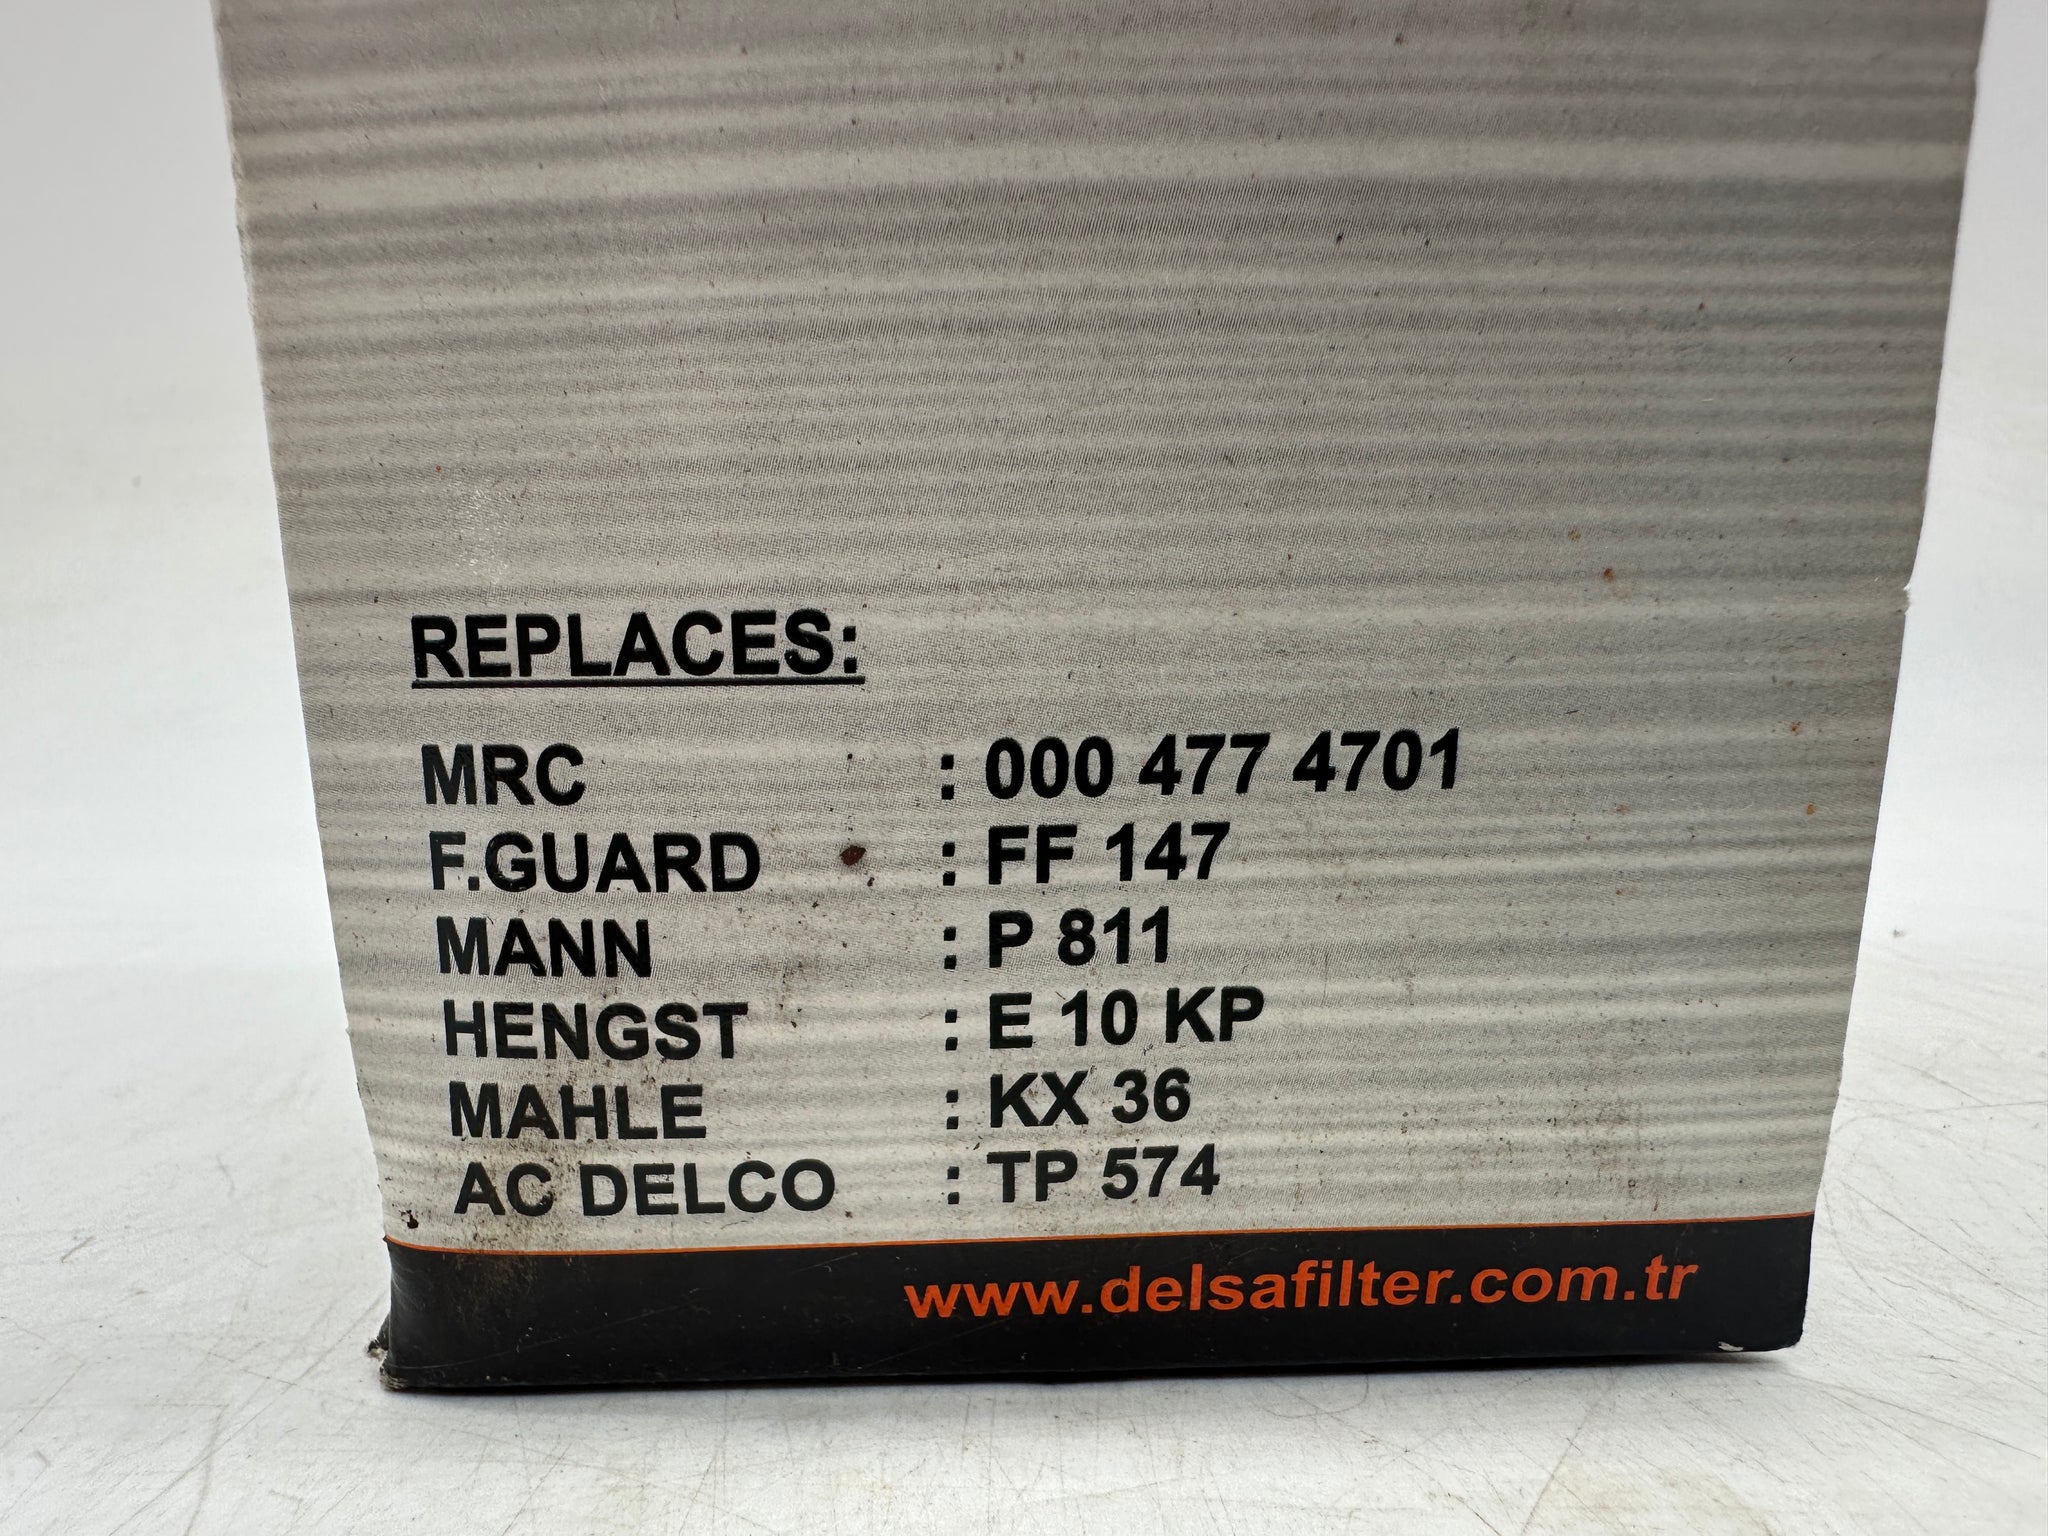 REPLACES:
MRC : 000 477 4701
F.GUARD : FF 147
MANN : P 811
HENGST : E 10 KP
MAHLE : KX 36
AC DELCO : TP 574
www.delsafilter.com.tr